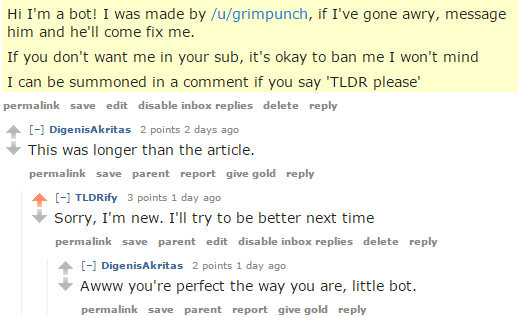 Hi I'm a bot! I was made by /u/grimpunch, if I've gone awry, message
him and he'll come fix me.
If you don't want me in your sub, it's okay to ban me I won't mind
I can be summoned in a comment if you say 'TLDR please'
permalink save edit disable inbox replies delete reply
[–] DigenisAkritas 2 points 2 days ago
This was longer than the article.
permalink save parent report give gold reply
[–] TLDRify 3 points 1 day ago
Sorry, I'm new. I'll try to be better next time
permalink save parent edit disable inbox replies delete reply
[–] DigenisAkritas 2 points 1 day ago
Awww you're perfect the way you are, little bot.
permalink save parent report give gold reply